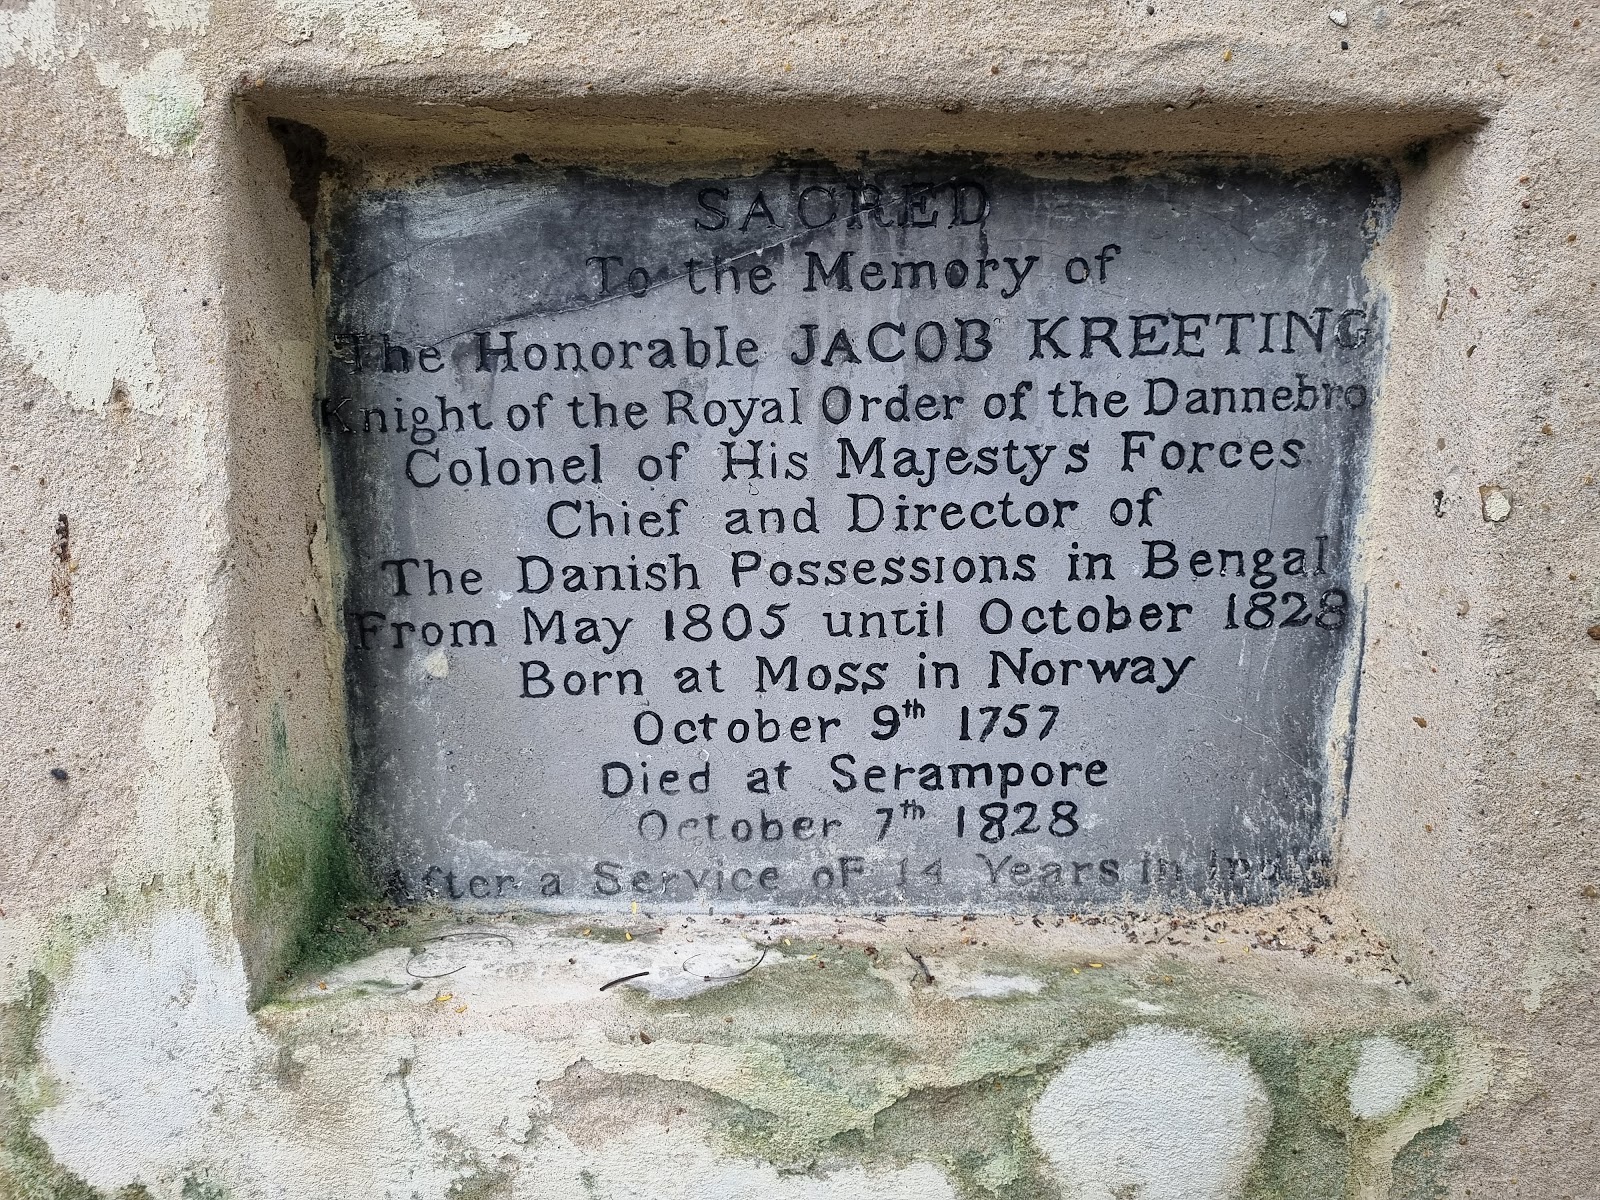 SACRED
To the Memory of
The Honorable JACOB KREETING
Knight of the Royal Order of the Dannebro
Colonel of His Majestys Forces
Chief and Director of
The Danish Possessions in Bengal
From May 1805 until October 1828
Born at Moss in Norway
October 9th 1757
Died at Serampore
October 7th 1828
After a Service oF 14 Years in India